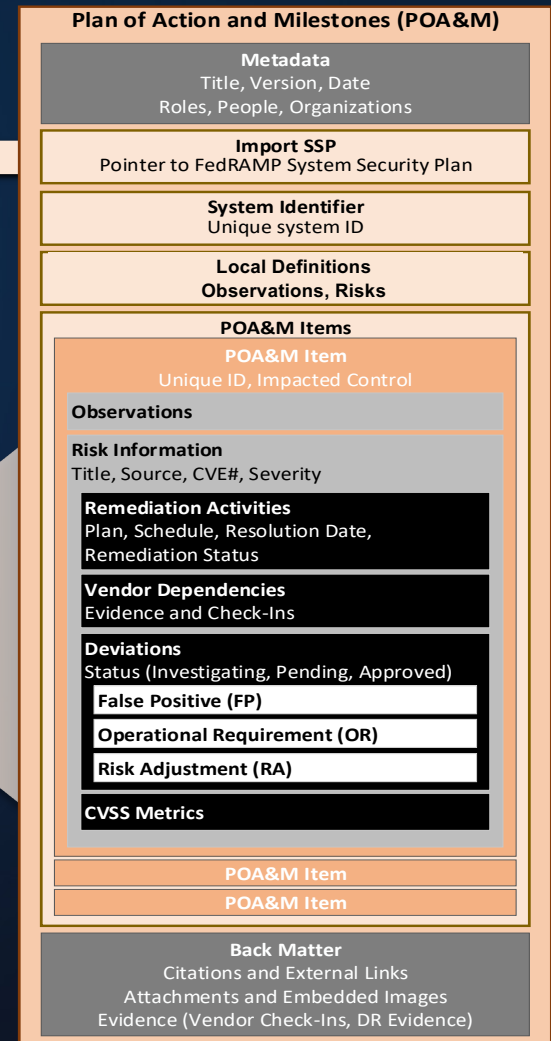 Plan of Action and Milestones (POA&M)
Metadata
Title, Version, Date
Roles, People, Organizations
Import SSP
Pointer to FedRAMP System Security Plan
System Identifier
Unique system ID
Local Definitions
Observations, Risks
POA&M Items
POA&M Item
Unique ID, Impacted Control
Observations
Risk Information
Title, Source, CVE#, Severity
Remediation Activities
Plan, Schedule, Resolution Date,
Remediation Status
Vendor Dependencies
Evidence and Check-Ins
Deviations
Status (Investigating, Pending, Approved)
False Positive (FP)
Operational Requirement (OR)
Risk Adjustment (RA)
CVSS Metrics
POA&M Item
POA&M Item
Back Matter
Citations and External Links
Attachments and Embedded Images
Evidence (Vendor Check-Ins, DR Evidence)